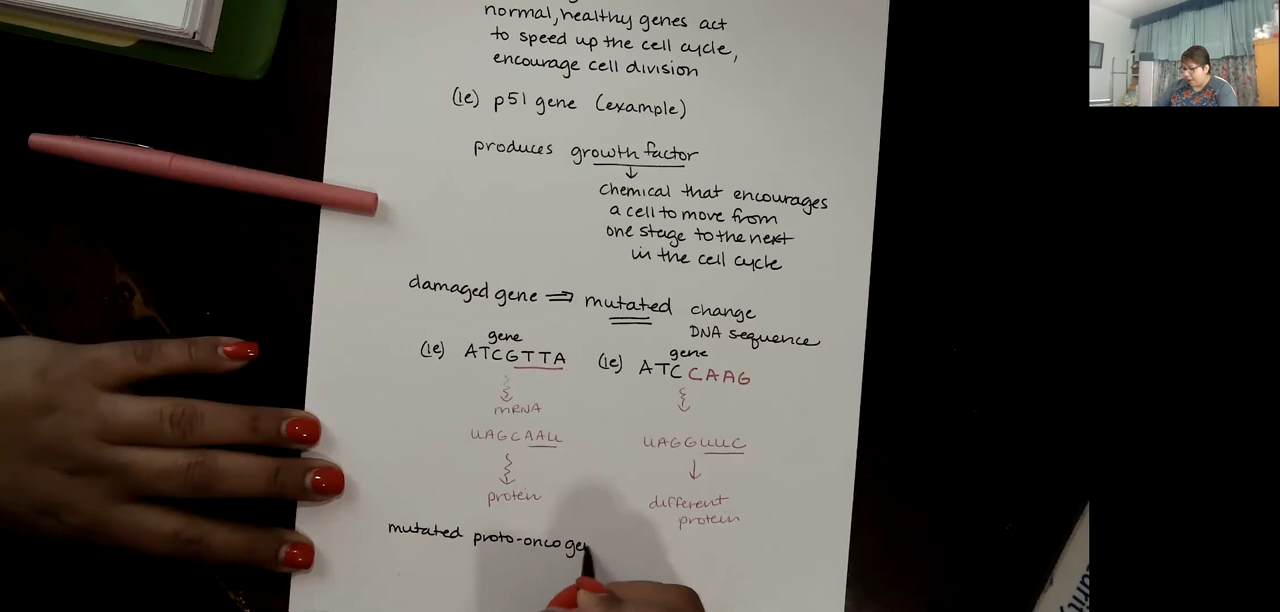 normal, healthy genes act
to speed up the cell cycle,
encourage cell division
(ie) p51 gene (example)
produces growth factor
chemical that encourages
a cell to move from
one stage to the next
in the cell cycle
damaged gene ⇒ mutated change
DNA sequence
gene
(ie) ATCGTTA
mRNA
UAGCAAU
protein
gene
(ie) ATCCAAG
UAGGUUC
different
protein
mutated proto-oncoge